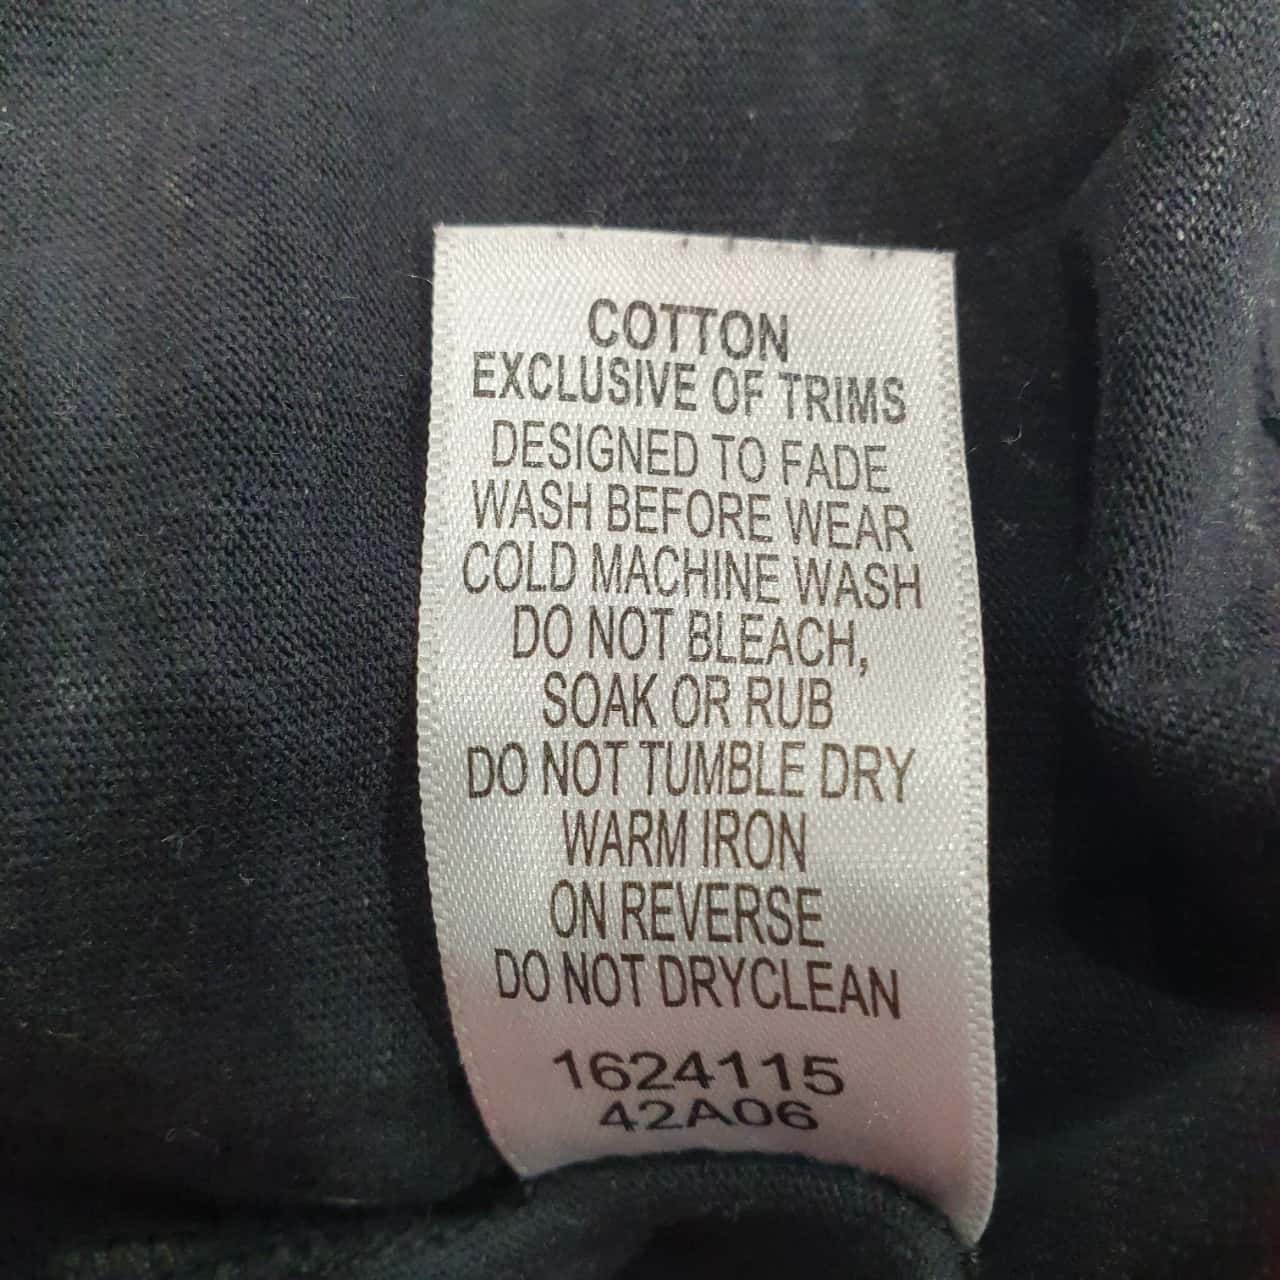 COTTON
EXCLUSIVE OF TRIMS
DESIGNED TO FADE
WASH BEFORE WEAR
COLD MACHINE WASH
DO NOT BLEACH,
SOAK OR RUB
DO NOT TUMBLE DRY
WARM IRON
ON REVERSE
DO NOT DRYCLEAN
1624115
42A06